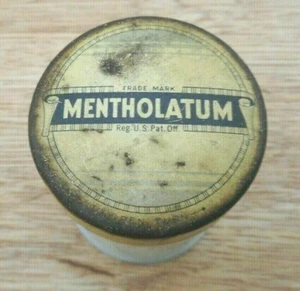 TRADE MARK
MENTHOLATUM
Reg. U.S. Pat. Off.